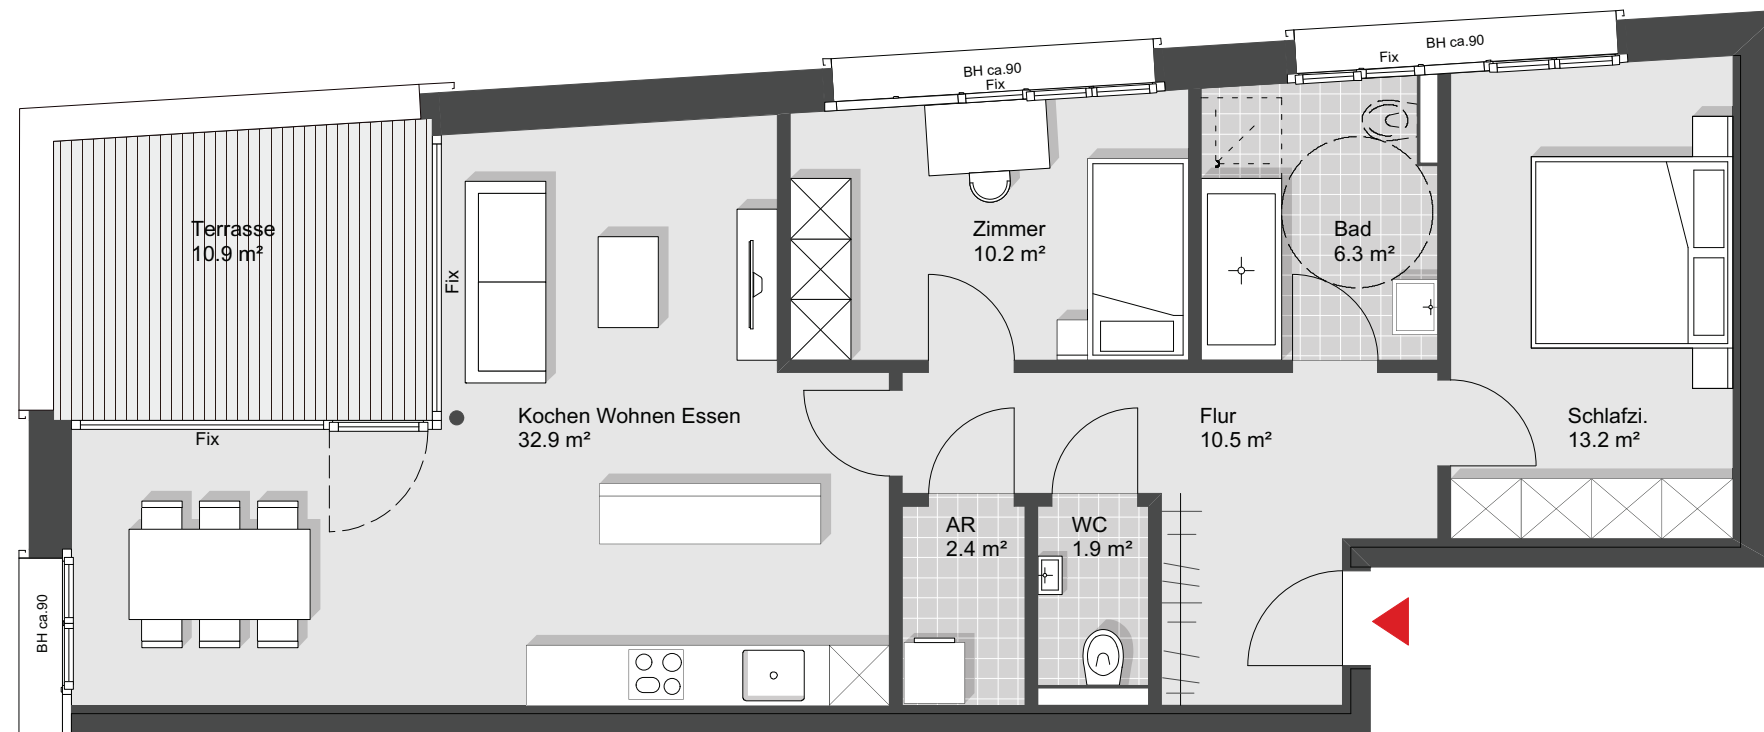 BH ca.90
Fix
BH ca.90
Fix
Terrasse
10.9 m²
Fix
Zimmer
10.2 m²
Bad
6.3 m²
Kochen Wohnen Essen
32.9 m²
Flur
10.5 m²
Schlafzi.
13.2 m²
Fix
AR
2.4 m²
WC
1.9 m²
BH ca.90